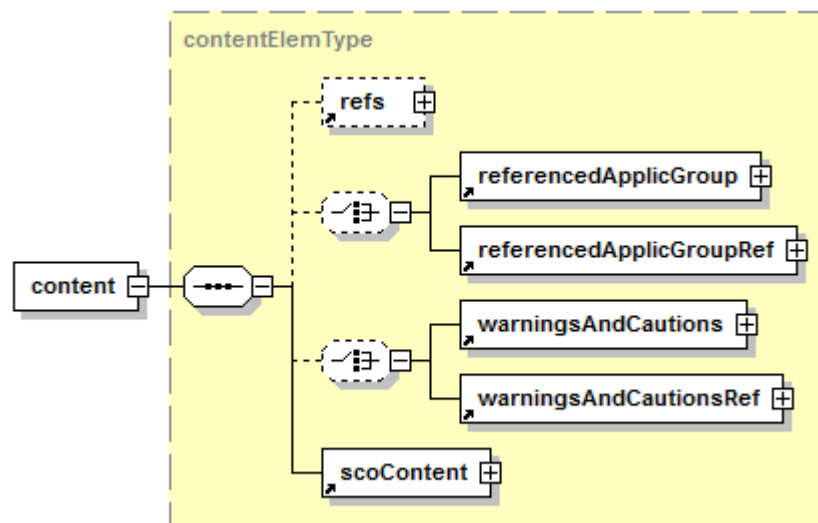 contentElemType
refs
referencedApplicGroup
referencedApplicGroupRef
content
warningsAndCautions
warningsAndCautionsRef
scoContent